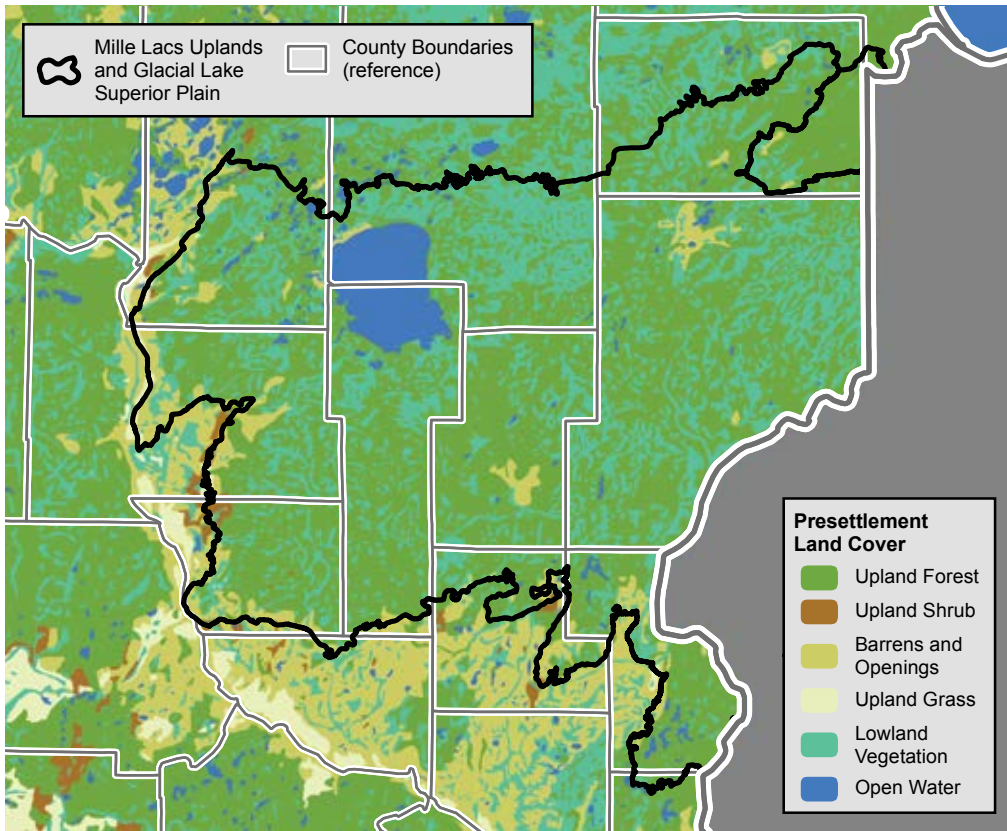 Mille Lacs Uplands
and Glacial Lake
Superior Plain
County Boundaries
(reference)
Presettlement
Land Cover
Upland Forest
Upland Shrub
Barrens and
Openings
Upland Grass
Lowland
Vegetation
Open Water